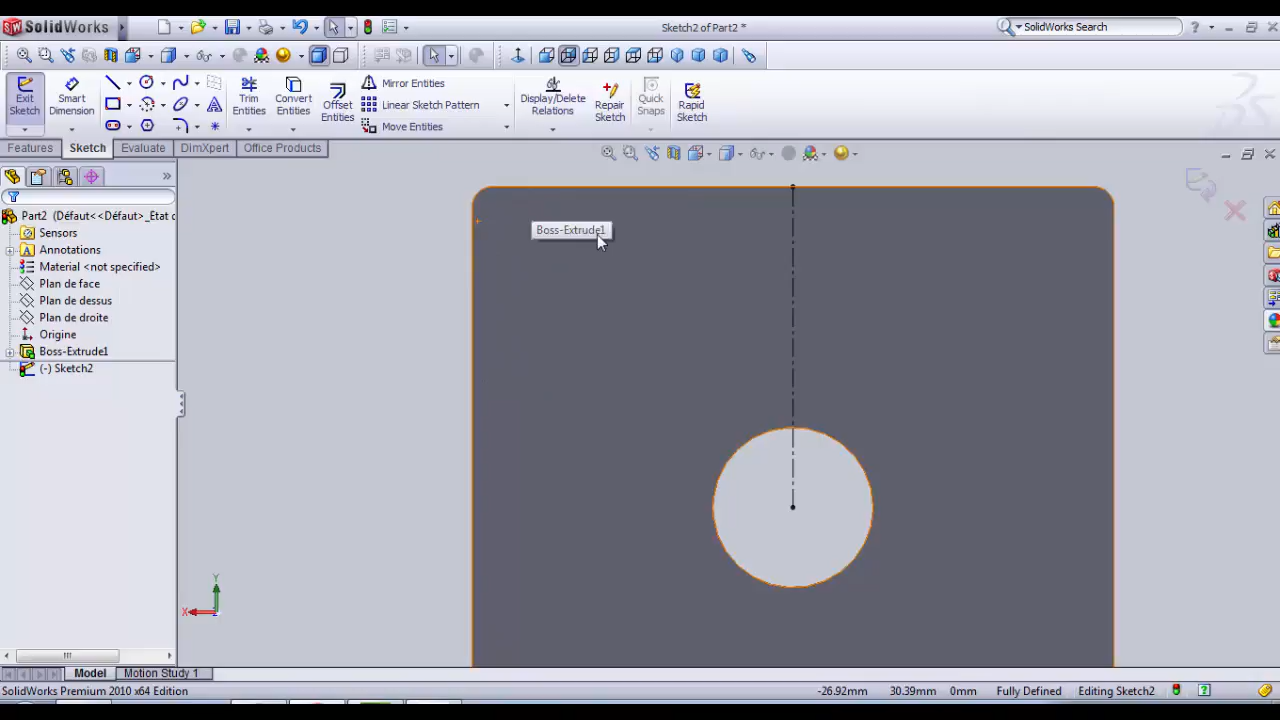 SolidWorks
Sketch2 of Part2 *
SolidWorks Search
Exit Sketch
Smart Dimension
Trim Entities
Convert Entities
Offset Entities
Mirror Entities
Linear Sketch Pattern
Move Entities
Display/Delete Relations
Repair Sketch
Quick Snaps
Rapid Sketch
Features
Sketch
Evaluate
DimXpert
Office Products
Part2 (Défaut<<Défaut>_Etat c
Sensors
Annotations
Material <not specified>
Plan de face
Plan de dessus
Plan de droite
Origine
Boss-Extrude1
(-) Sketch2
Boss-Extrude1
Y
X
Model
Motion Study 1
SolidWorks Premium 2010 x64 Edition
-26.92mm
30.39mm
0mm
Fully Defined
Editing Sketch2